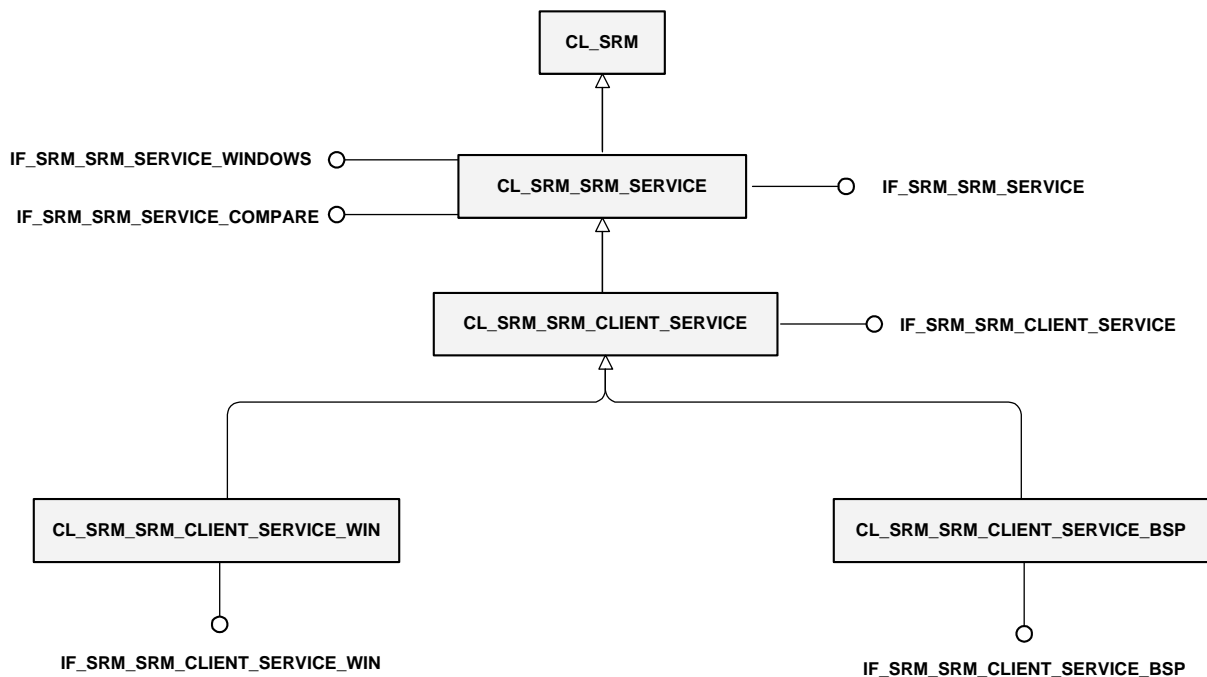 CL_SRM
IF_SRM_SRM_SERVICE_WINDOWS
CL_SRM_SRM_SERVICE
IF_SRM_SRM_SERVICE
IF_SRM_SRM_SERVICE_COMPARE
CL_SRM_SRM_CLIENT_SERVICE
IF_SRM_SRM_CLIENT_SERVICE
CL_SRM_SRM_CLIENT_SERVICE_WIN
CL_SRM_SRM_CLIENT_SERVICE_BSP
IF_SRM_SRM_CLIENT_SERVICE_WIN
IF_SRM_SRM_CLIENT_SERVICE_BSP